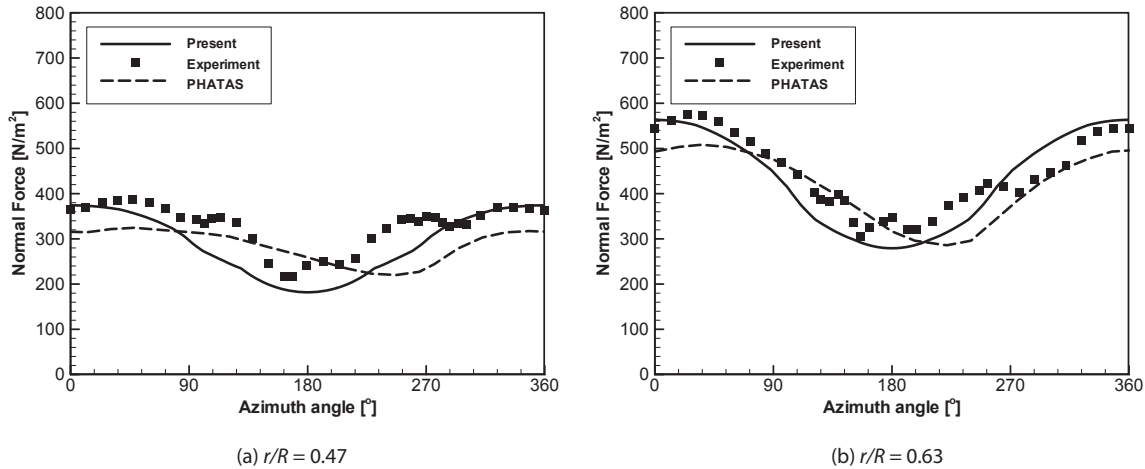 800
700
600
500
400
300
200
100
0
Normal Force [N/m²]
Present
Experiment
PHATAS
0 90 180 270 360
Azimuth angle [°]
(a) r/R = 0.47
800
700
600
500
400
300
200
100
0
Normal Force [N/m²]
Present
Experiment
PHATAS
0 90 180 270 360
Azimuth angle [°]
(b) r/R = 0.63